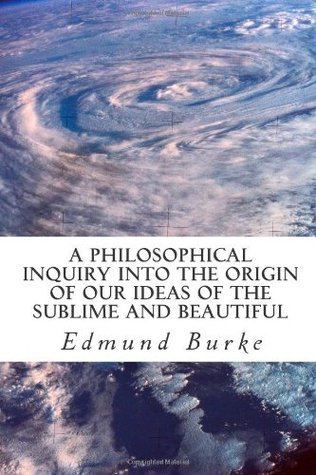 A PHILOSOPHICAL
INQUIRY INTO THE ORIGIN
OF OUR IDEAS OF THE
SUBLIME AND BEAUTIFUL
Edmund Burke